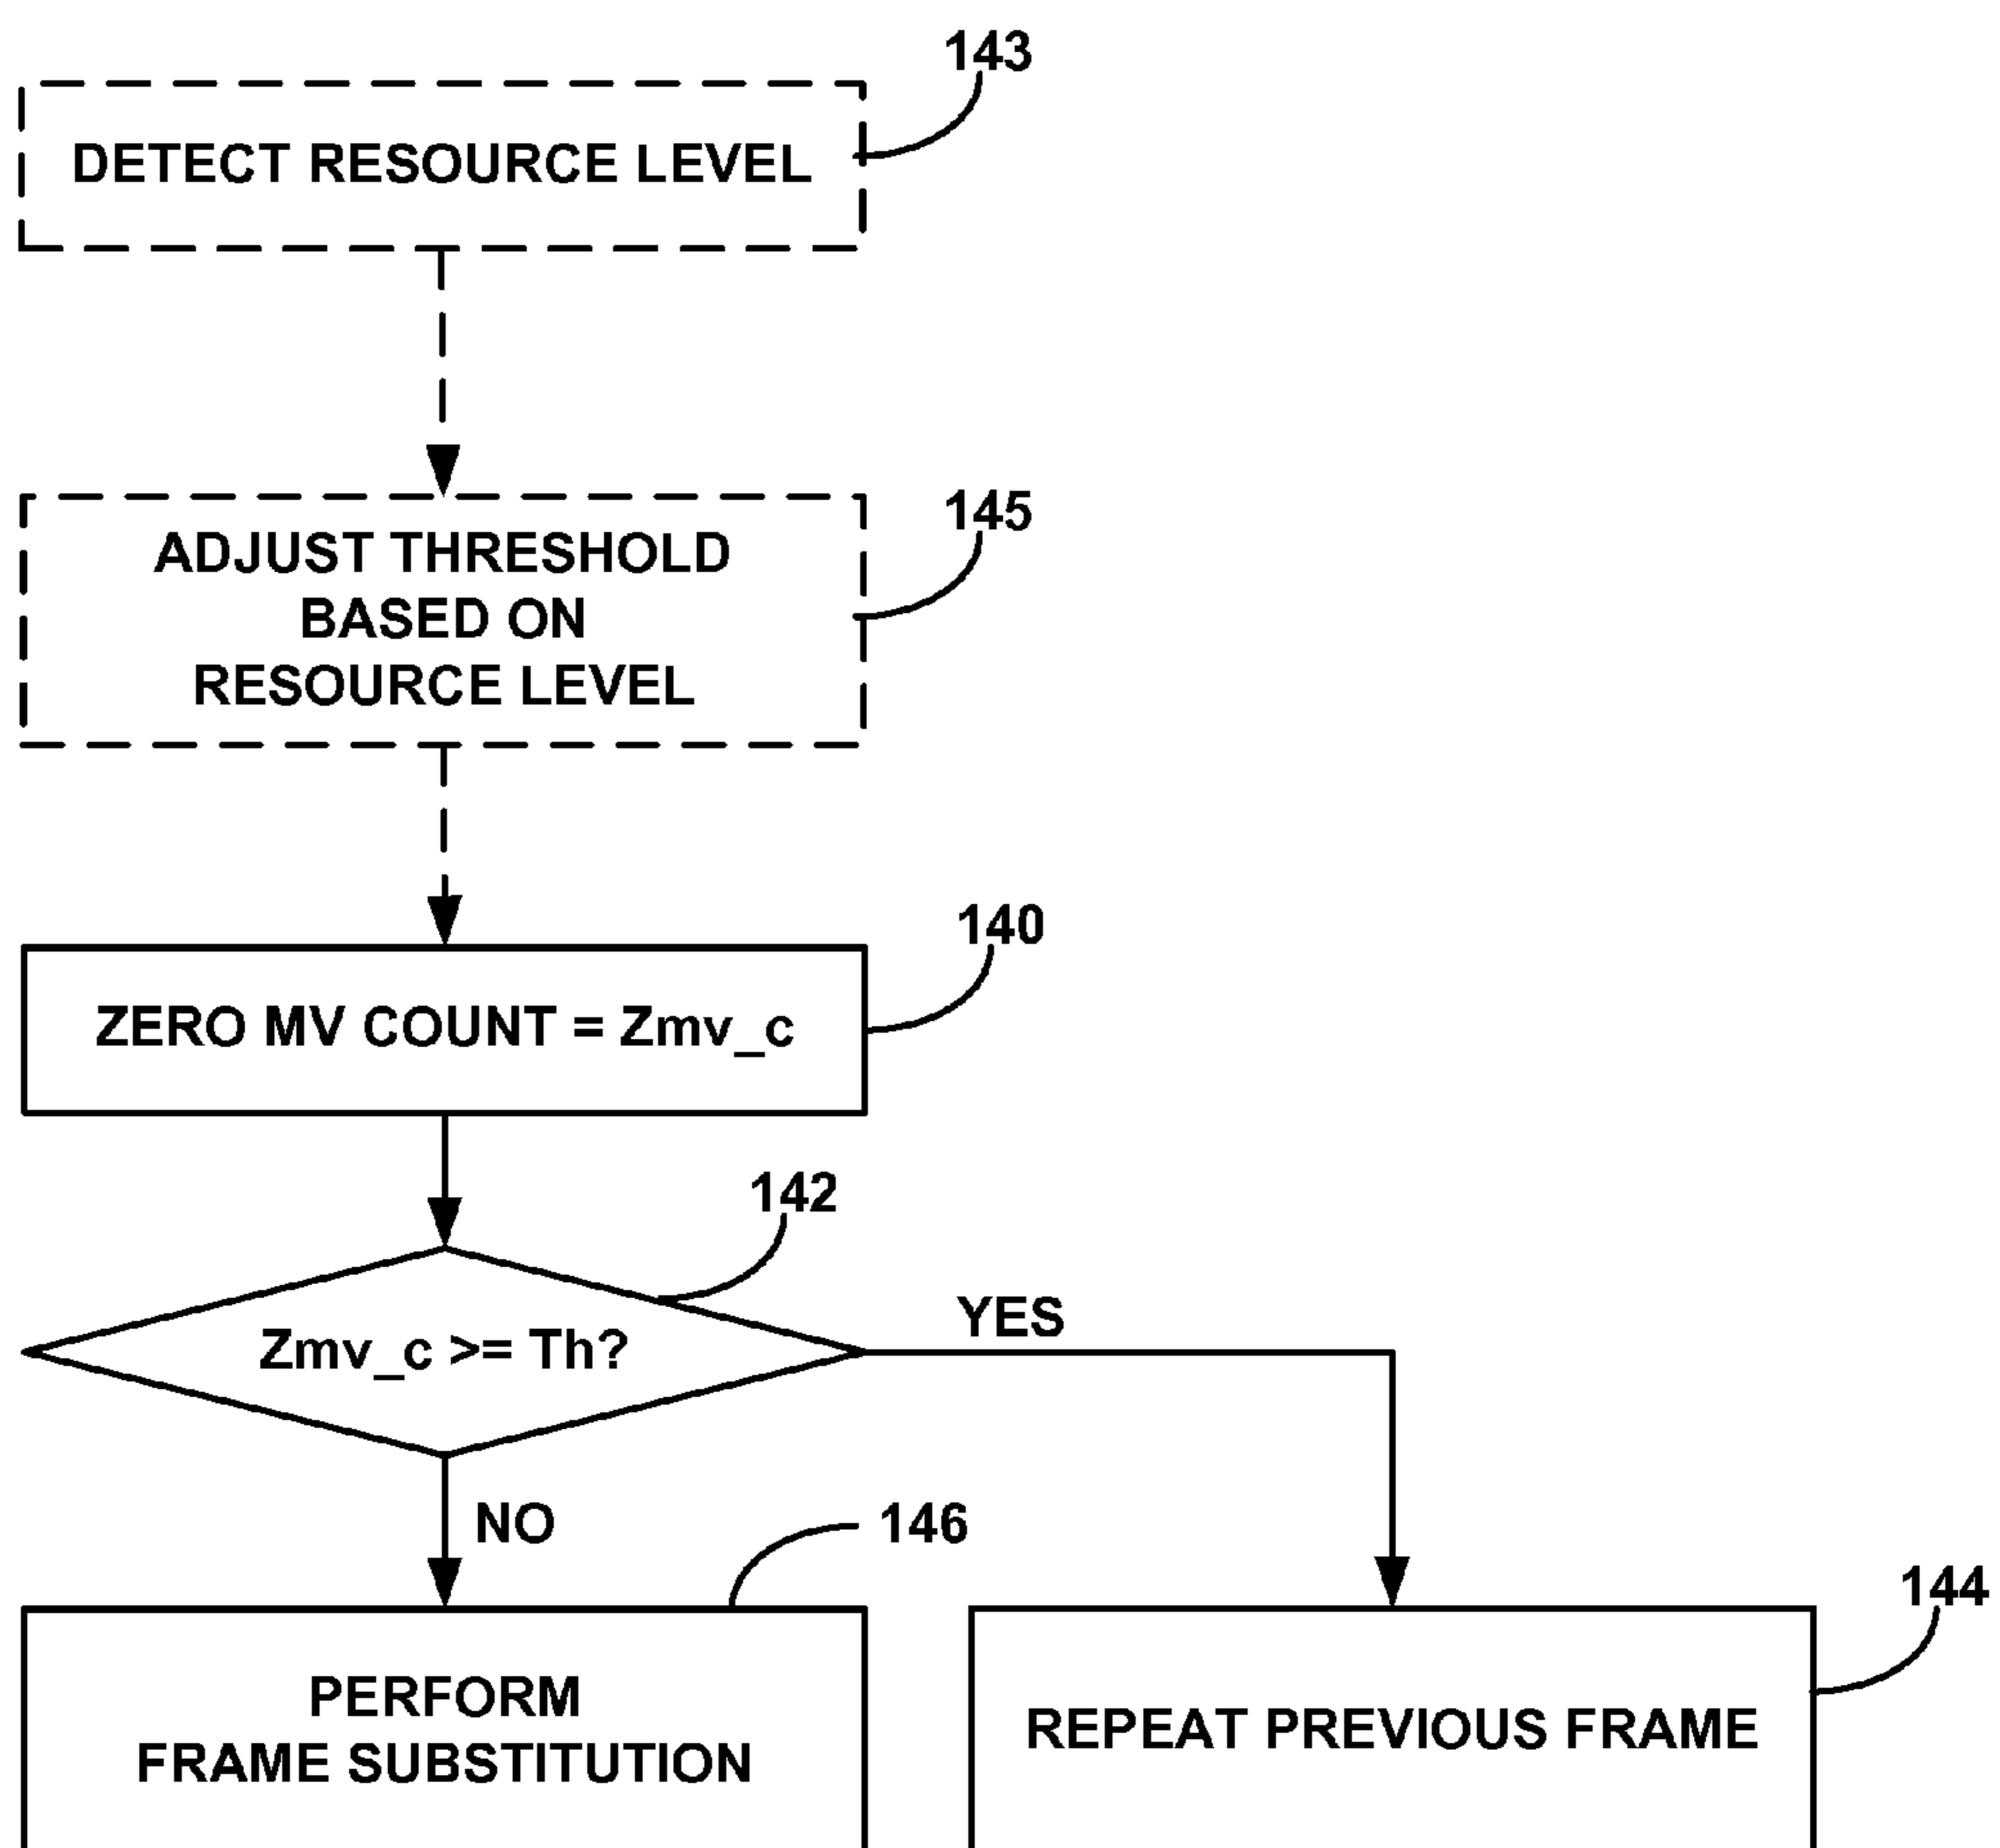 143
DETECT RESOURCE LEVEL
145
ADJUST THRESHOLD
BASED ON
RESOURCE LEVEL
140
ZERO MV COUNT = Zmv_c
142
Zmv_c >= Th?
YES
NO
146
144
PERFORM
FRAME SUBSTITUTION
REPEAT PREVIOUS FRAME